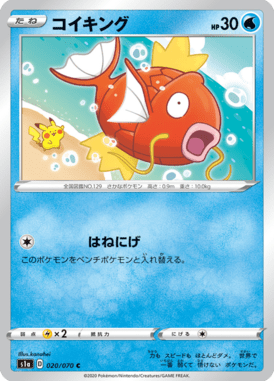 たね コイキング HP30
全国図鑑NO.129 さかなポケモン 高さ:0.9m 重さ:10.0kg
はねにげ
このポケモンをベンチポケモンと入れ替える。
弱点 ×2 抵抗力 にげる
Illus. kanahei
s1a D 020/070 C
力も スピードも ほとんどダメ。 世界で
一番 弱くて 情けない ポケモンだ。
©2020 Pokémon/Nintendo/Creatures/GAME FREAK.